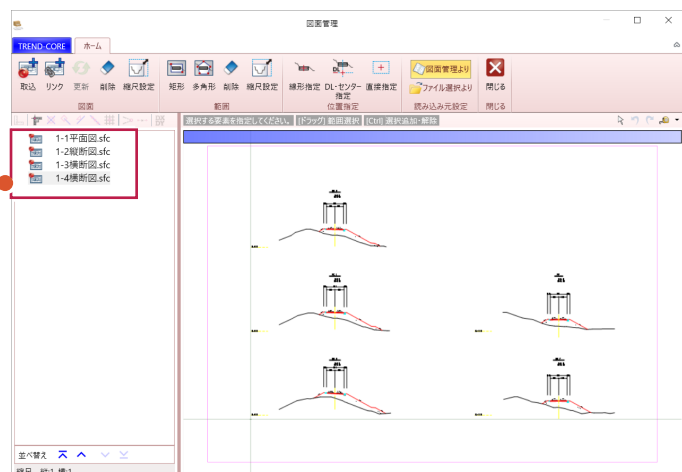 図面管理
TREND-CORE ホーム
取込 リンク 更新 削除 縮尺設定 矩形 多角形 削除 縮尺設定 線形指定 DL-センター指定 直接指定 図面管理より ファイル選択より 閉じる
図面 範囲 位置指定 読み込み元設定 閉じる
選択する要素を指定してください。 [(ドラッグ) 範囲選択] [(Ctrl) 選択追加・解除]
1-1平面図.sfc
1-2縦断図.sfc
1-3横断図.sfc
1-4横断図.sfc
並べ替え
縮尺 縦:1 横:1